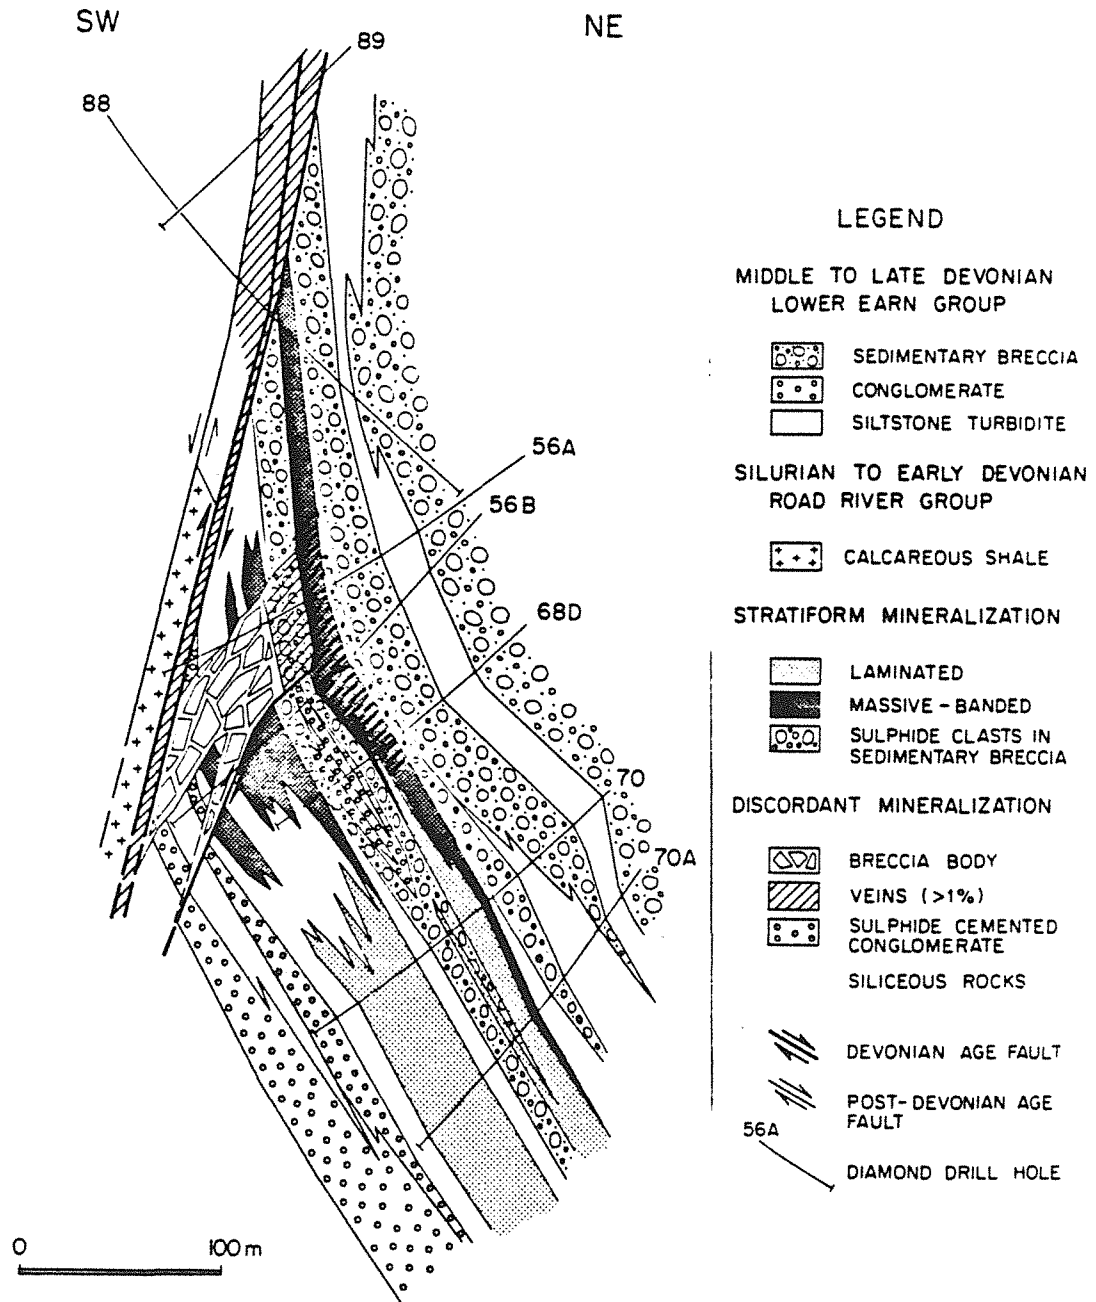 SW
NE
89
88
56A
56B
68D
70
70A
0
100m
LEGEND
MIDDLE TO LATE DEVONIAN
LOWER EARN GROUP
SEDIMENTARY BRECCIA
CONGLOMERATE
SILTSTONE TURBIDITE
SILURIAN TO EARLY DEVONIAN
ROAD RIVER GROUP
CALCAREOUS SHALE
STRATIFORM MINERALIZATION
LAMINATED
MASSIVE-BANDED
SULPHIDE CLASTS IN
SEDIMENTARY BRECCIA
DISCORDANT MINERALIZATION
BRECCIA BODY
VEINS (>1%)
SULPHIDE CEMENTED
CONGLOMERATE
SILICEOUS ROCKS
DEVONIAN AGE FAULT
POST-DEVONIAN AGE
FAULT
56A
DIAMOND DRILL HOLE